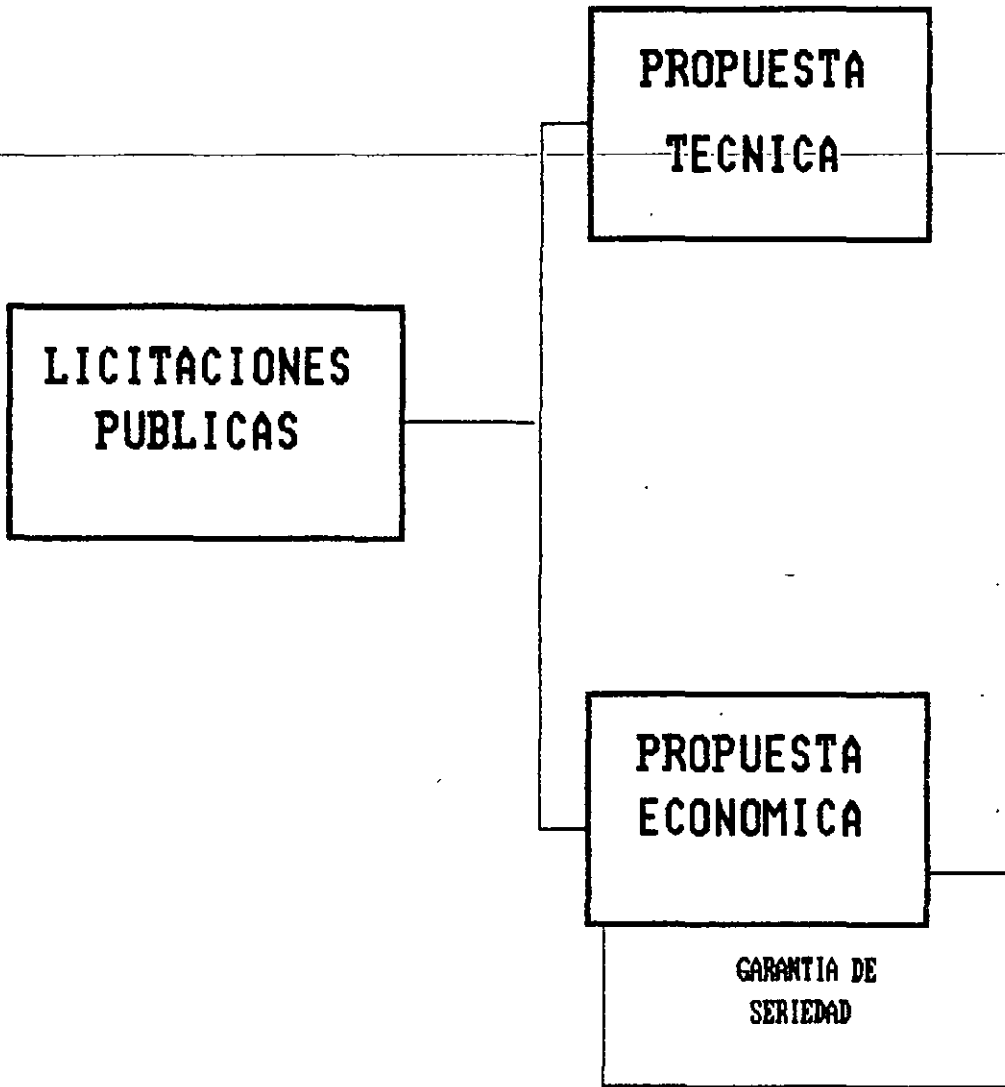 PROPUESTA
TECNICA
LICITACIONES
PUBLICAS
PROPUESTA
ECONOMICA
GARANTIA DE
SERIEDAD